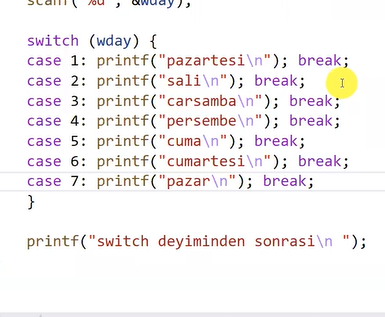 scanf("%d", &wday);
switch (wday) {
case 1: printf("pazartesi\n"); break;
case 2: printf("sali\n"); break;
case 3: printf("carsamba\n"); break;
case 4: printf("persembe\n"); break;
case 5: printf("cuma\n"); break;
case 6: printf("cumartesi\n"); break;
case 7: printf("pazar\n"); break;
}
printf("switch deyiminden sonrasi\n ");